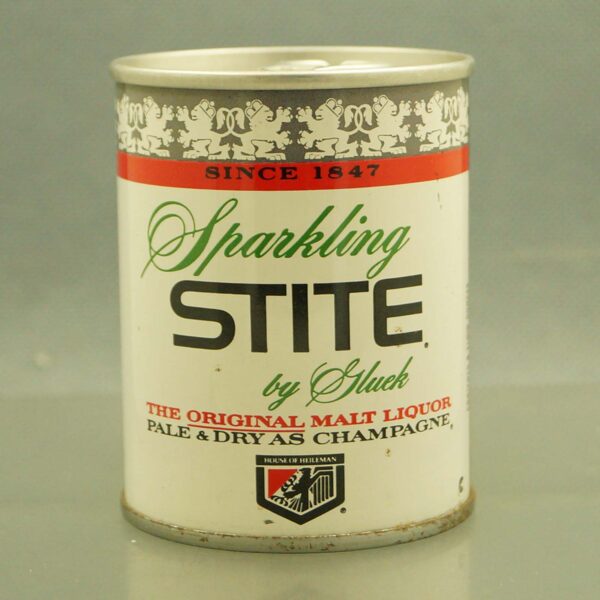 SINCE 1847
Sparkling
STITE®
by Gluek
THE ORIGINAL MALT LIQUOR
PALE & DRY AS CHAMPAGNE®
HOUSE OF HEILEMAN
®
C